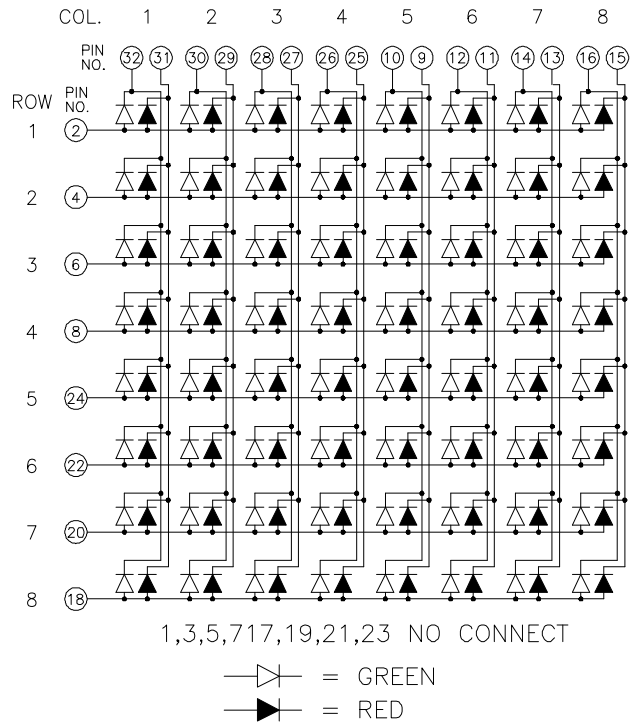 COL. 1 2 3 4 5 6 7 8
PIN NO. 32 31 30 29 28 27 26 25 10 9 12 11 14 13 16 15
ROW PIN NO.
1 2
2 4
3 6
4 8
5 24
6 22
7 20
8 18
1,3,5,717,19,21,23 NO CONNECT
= GREEN
= RED